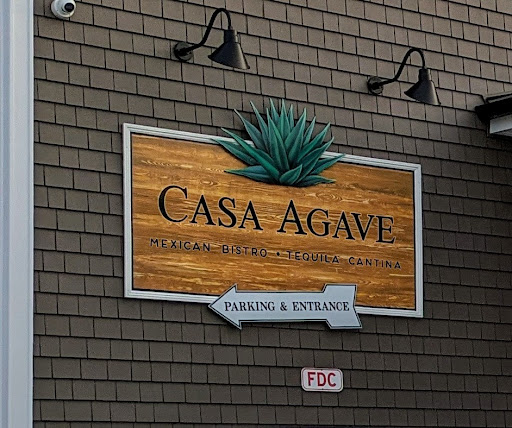 CASA AGAVE
MEXICAN BISTRO • TEQUILA CANTINA
PARKING & ENTRANCE
FDC